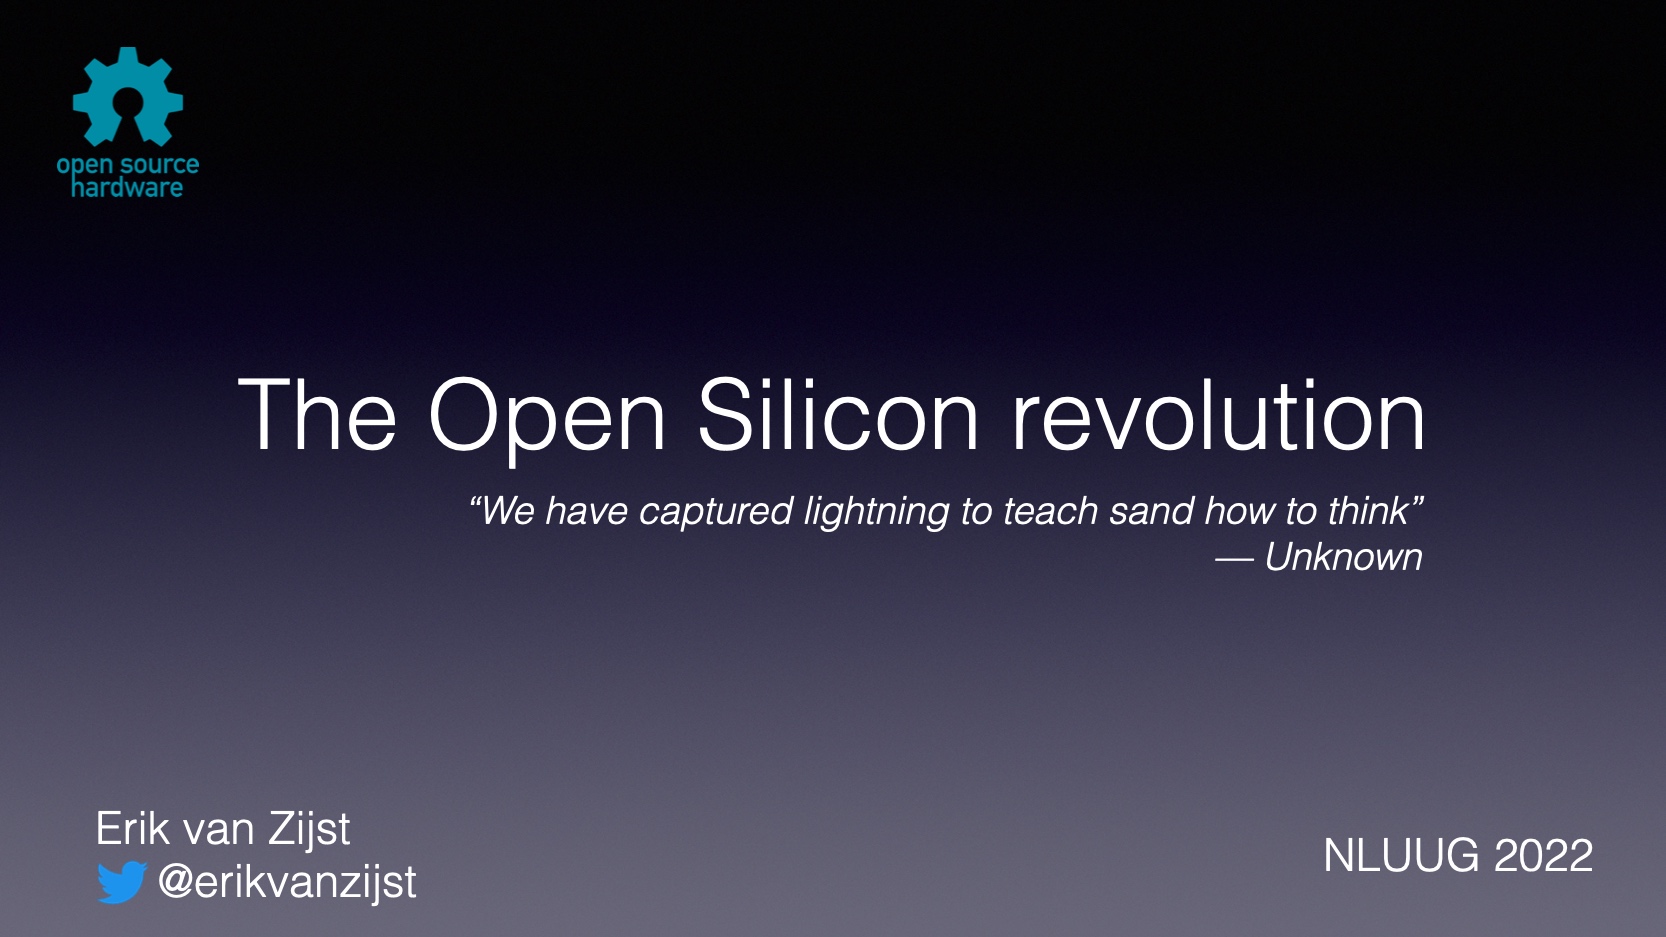 open source
hardware
The Open Silicon revolution
“We have captured lightning to teach sand how to think”
— Unknown
Erik van Zijst
@erikvanzijst
NLUUG 2022